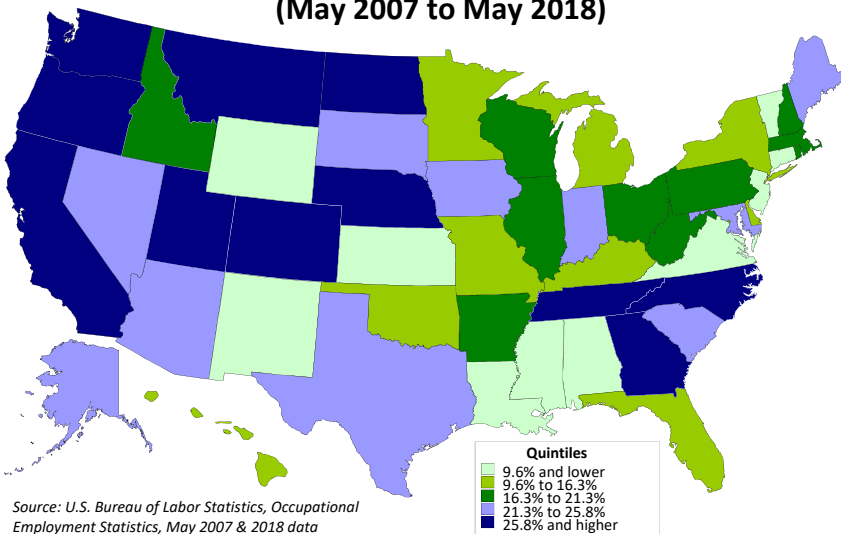 (May 2007 to May 2018)
Quintiles
9.6% and lower
9.6% to 16.3%
16.3% to 21.3%
21.3% to 25.8%
25.8% and higher
Source: U.S. Bureau of Labor Statistics, Occupational
Employment Statistics, May 2007 & 2018 data